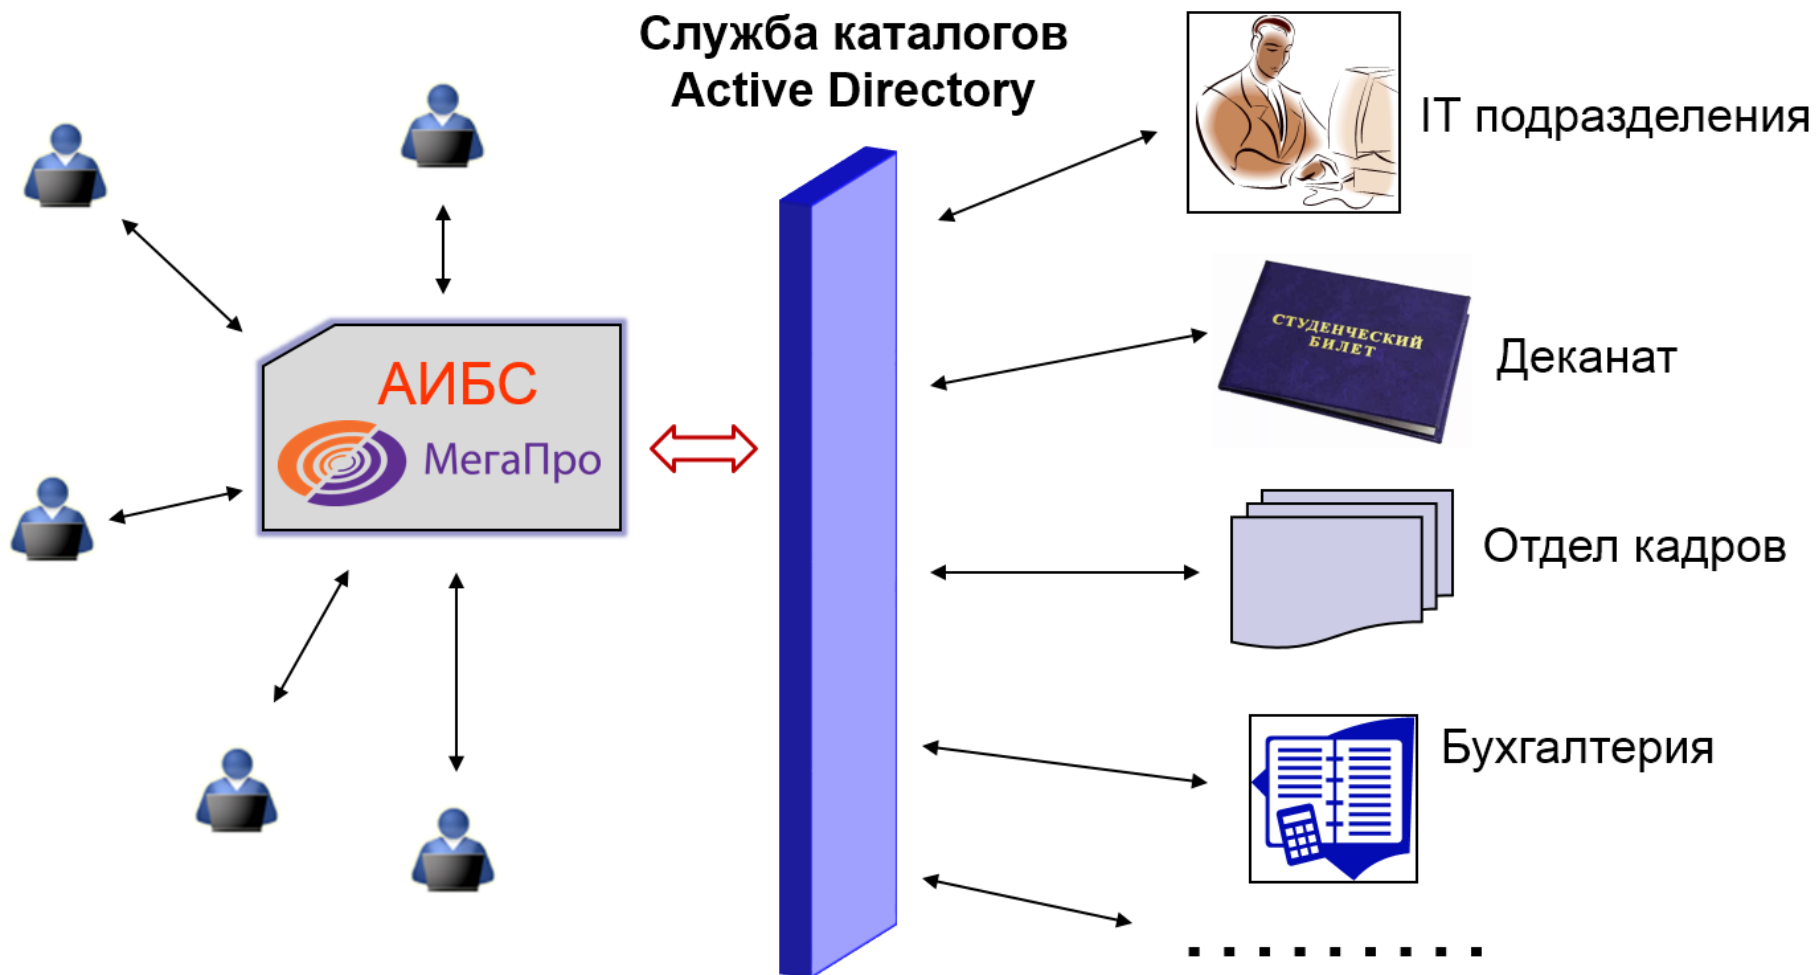 Служба каталогов
Active Directory
IT подразделения
СТУДЕНЧЕСКИЙ
БИЛЕТ
Деканат
АИБС
МегаПро
Отдел кадров
Бухгалтерия
. . . . . . . . .